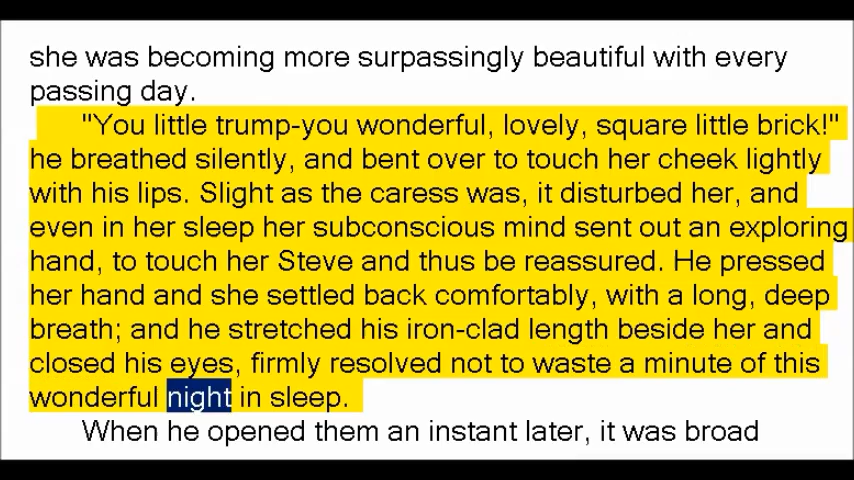 she was becoming more surpassingly beautiful with every
passing day.
"You little trump-you wonderful, lovely, square little brick!"
he breathed silently, and bent over to touch her cheek lightly
with his lips. Slight as the caress was, it disturbed her, and
even in her sleep her subconscious mind sent out an exploring
hand, to touch her Steve and thus be reassured. He pressed
her hand and she settled back comfortably, with a long, deep
breath; and he stretched his iron-clad length beside her and
closed his eyes, firmly resolved not to waste a minute of this
wonderful night in sleep.
When he opened them an instant later, it was broad